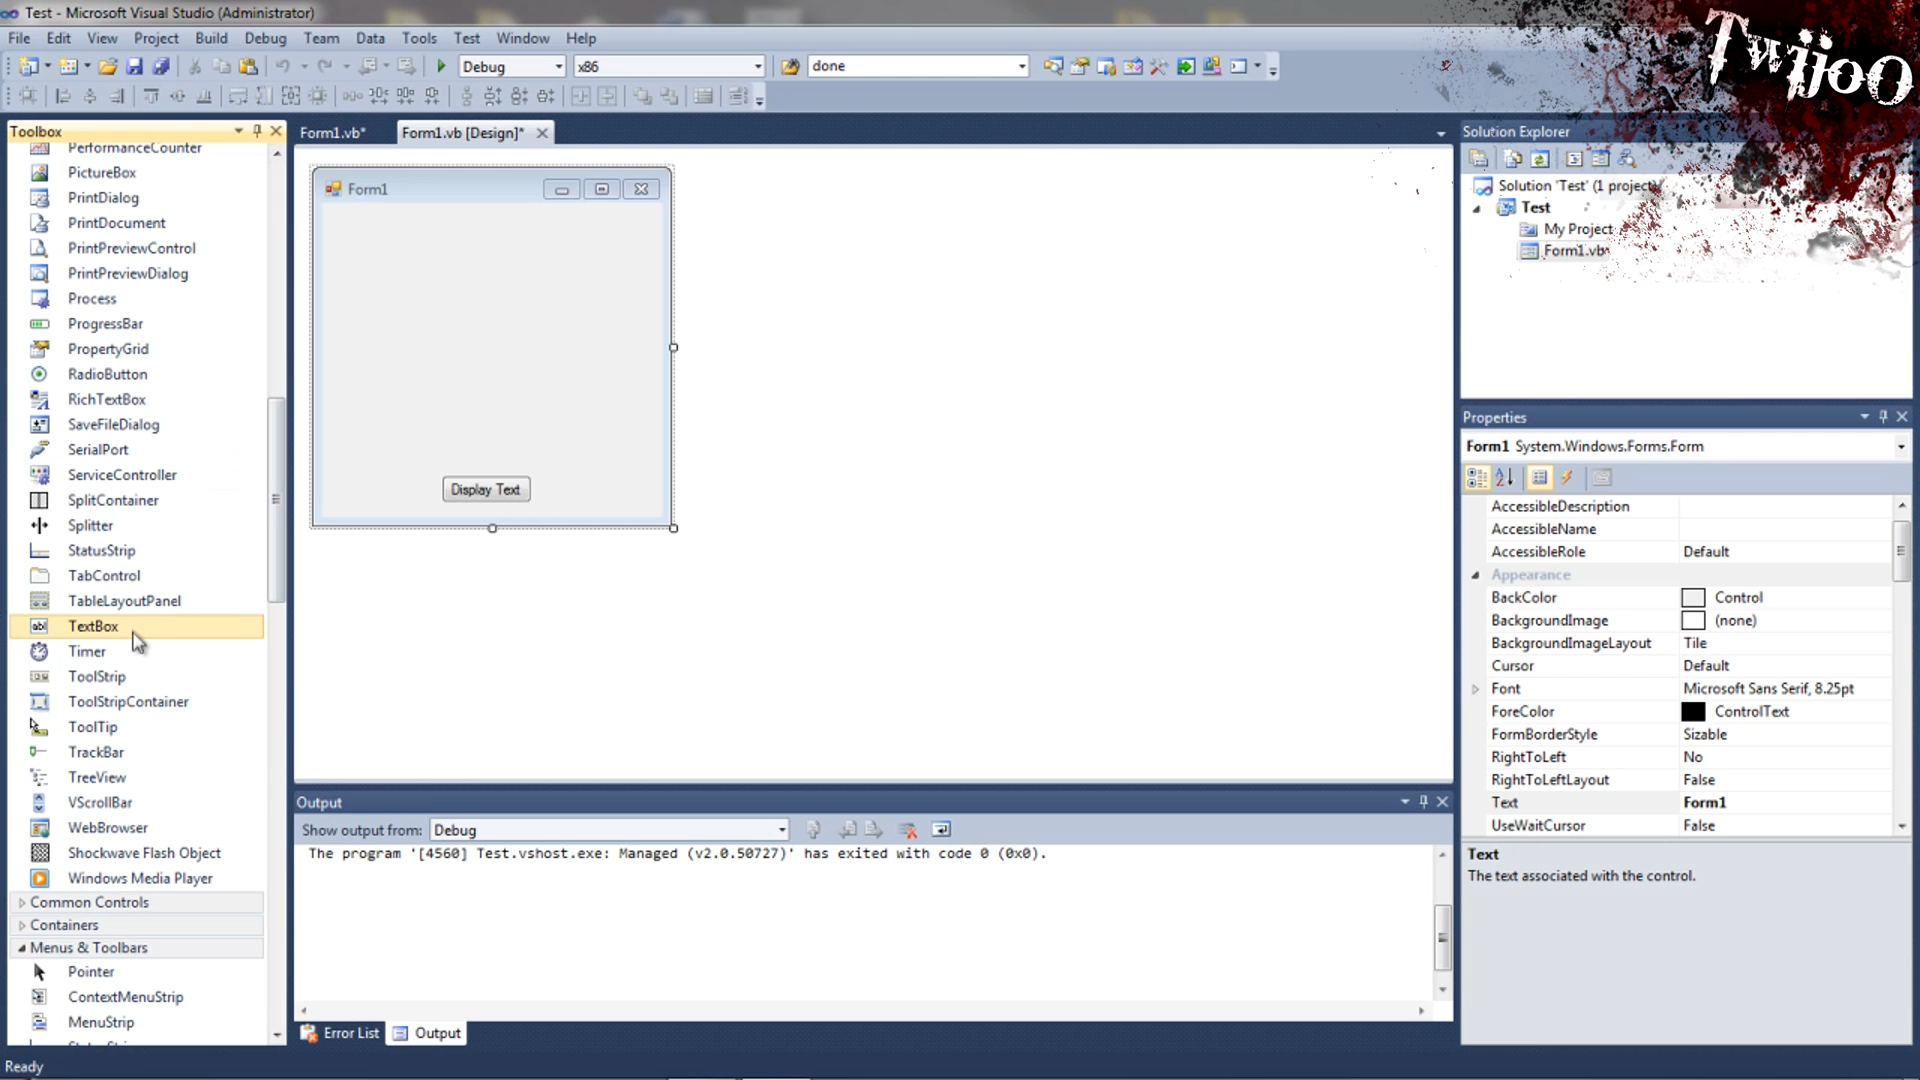 Test - Microsoft Visual Studio (Administrator)
TwijoO
File Edit View Project Build Debug Team Data Tools Test Window Help
Debug x86 done
Toolbox
PerformanceCounter
PictureBox
PrintDialog
PrintDocument
PrintPreviewControl
PrintPreviewDialog
Process
ProgressBar
PropertyGrid
RadioButton
RichTextBox
SaveFileDialog
SerialPort
ServiceController
SplitContainer
Splitter
StatusStrip
TabControl
TableLayoutPanel
TextBox
Timer
ToolStrip
ToolStripContainer
ToolTip
TrackBar
TreeView
VScrollBar
WebBrowser
Shockwave Flash Object
Windows Media Player
Common Controls
Containers
Menus & Toolbars
Pointer
ContextMenuStrip
MenuStrip
Form1.vb* Form1.vb [Design]*
Form1
Display Text
Output
Show output from: Debug
The program '[4560] Test.vshost.exe: Managed (v2.0.50727)' has exited with code 0 (0x0).
Error List Output
Solution Explorer
Solution 'Test' (1 project)
Test
My Project
Form1.vb*
Properties
Form1 System.Windows.Forms.Form
AccessibleDescription
AccessibleName
AccessibleRole Default
Appearance
BackColor Control
BackgroundImage (none)
BackgroundImageLayout Tile
Cursor Default
Font Microsoft Sans Serif, 8.25pt
ForeColor ControlText
FormBorderStyle Sizable
RightToLeft No
RightToLeftLayout False
Text Form1
UseWaitCursor False
Text
The text associated with the control.
Ready